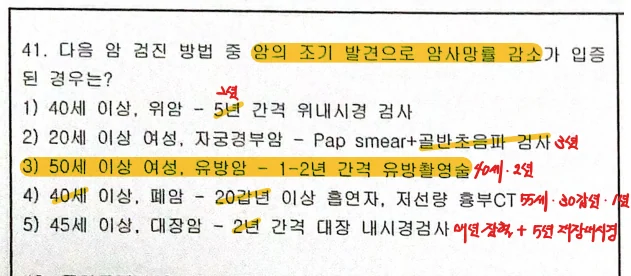 41. 다음 암 검진 방법 중 암의 조기 발견으로 암사망률 감소가 입증
된 경우는?
2년
1) 40세 이상, 위암 - 5년 간격 위내시경 검사
2) 20세 이상 여성, 자궁경부암 - Pap smear+골반초음파 검사 3년
3) 50세 이상 여성, 유방암 - 1-2년 간격 유방촬영술 40세·2년
4) 40세 이상, 폐암 - 20갑년 이상 흡연자, 저선량 흉부CT 55세·30갑년·1년
5) 45세 이상, 대장암 - 2년 간격 대장 내시경검사 매년 잠혈 + 5년